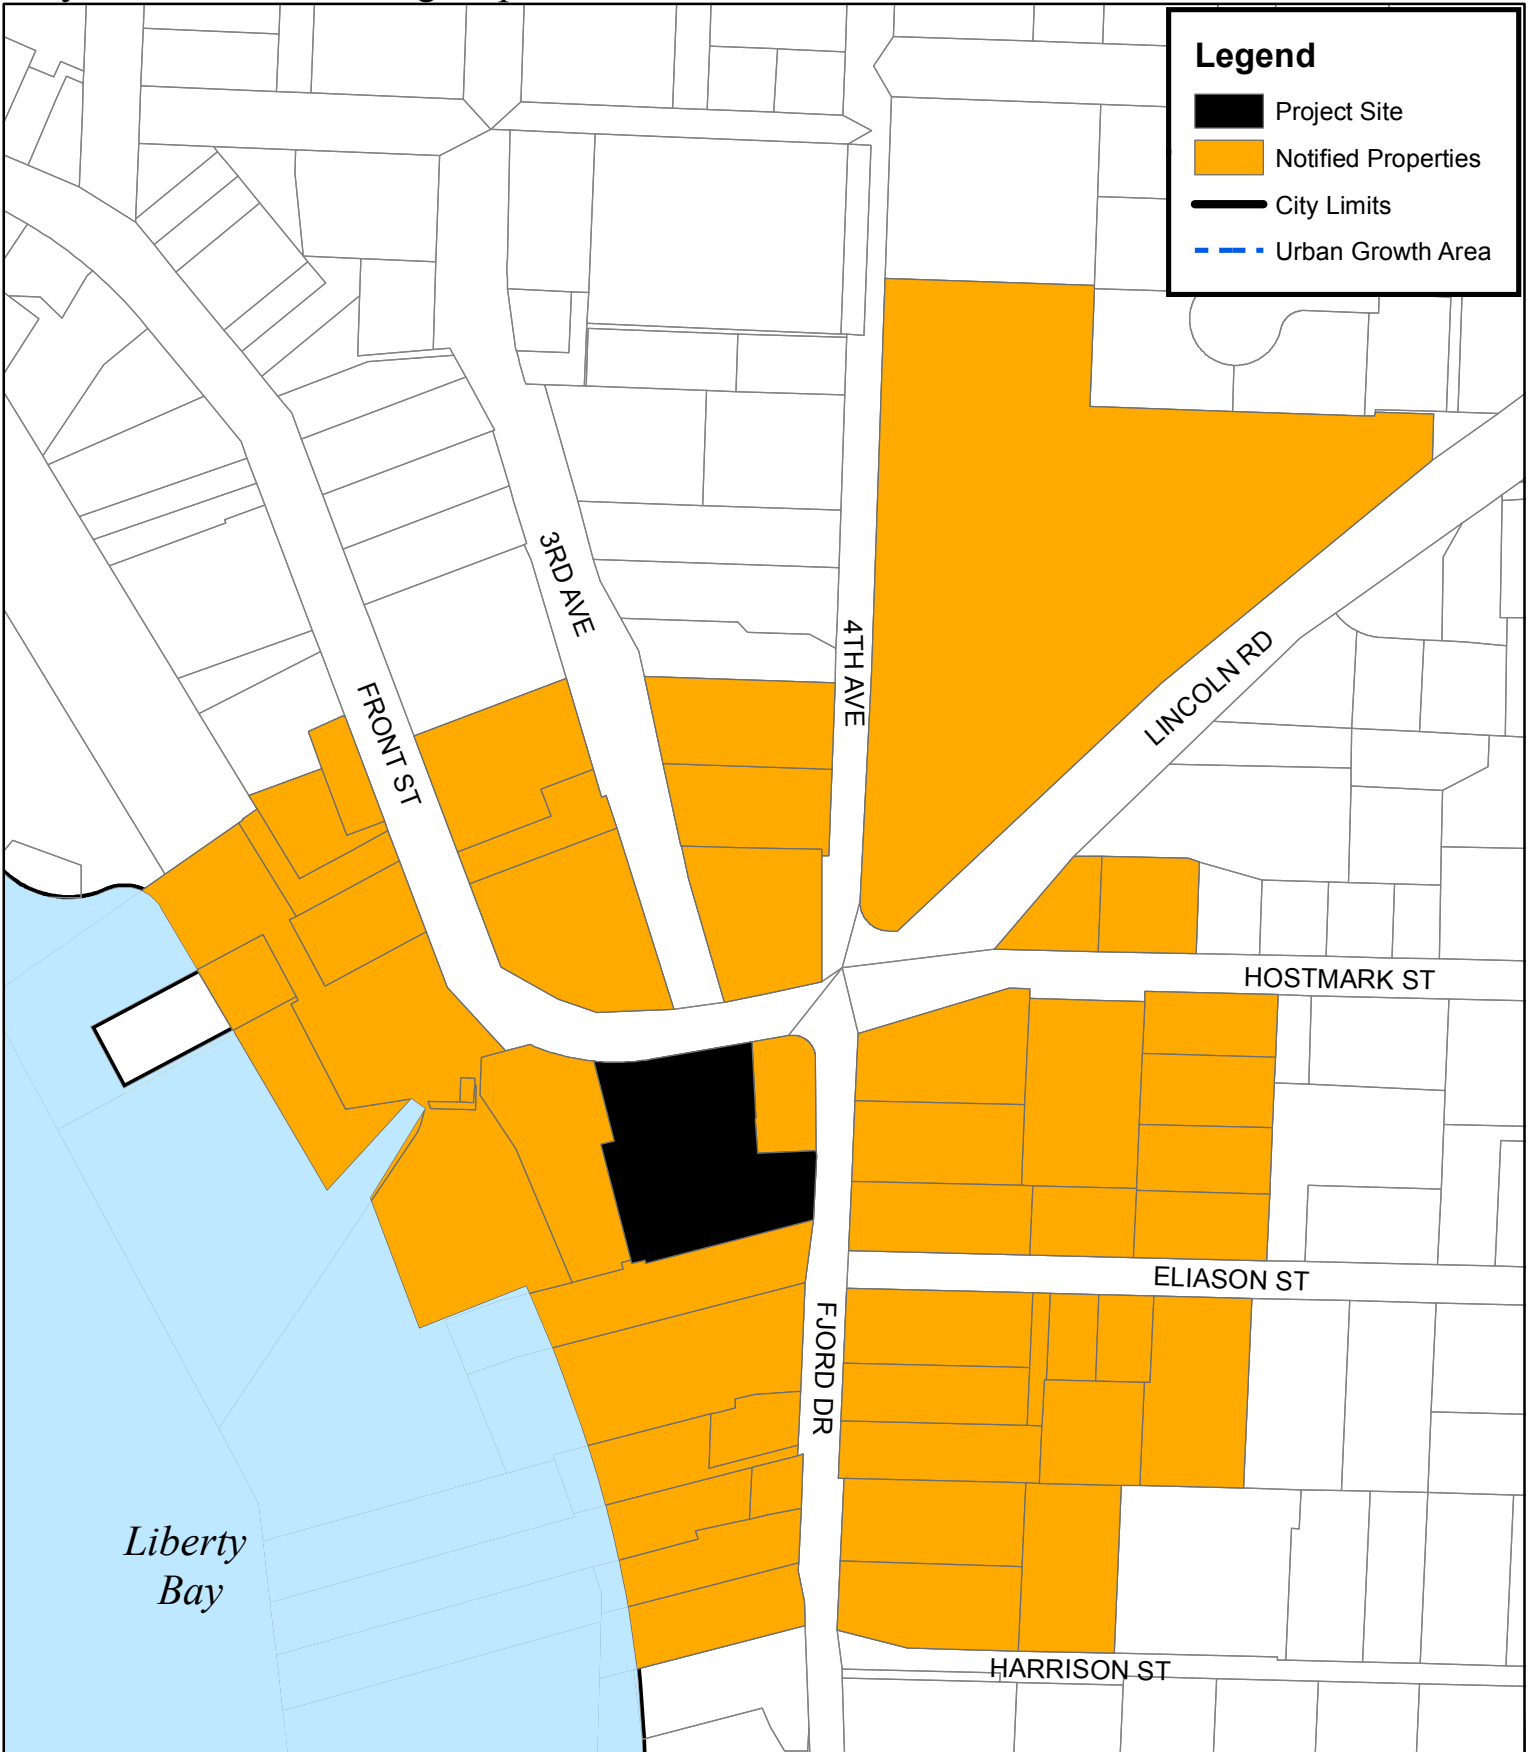 Legend
Project Site
Notified Properties
City Limits
Urban Growth Area
3RD AVE
4TH AVE
LINCOLN RD
FRONT ST
HOSTMARK ST
ELIASON ST
FJORD DR
Liberty
Bay
HARRISON ST